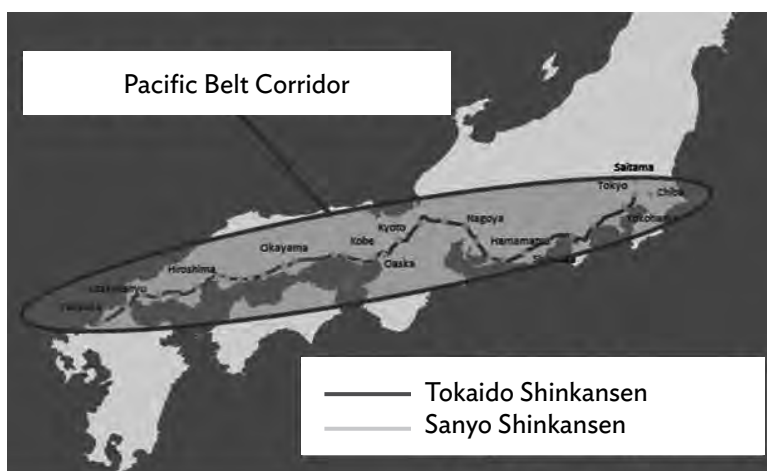 Pacific Belt Corridor
Saitama
Tokyo
Chiba
Yokohama
Nagoya
Kyoto
Hamamatsu
Kobe
Okayama
Osaka
Hiroshima
Tokaido Shinkansen
Sanyo Shinkansen